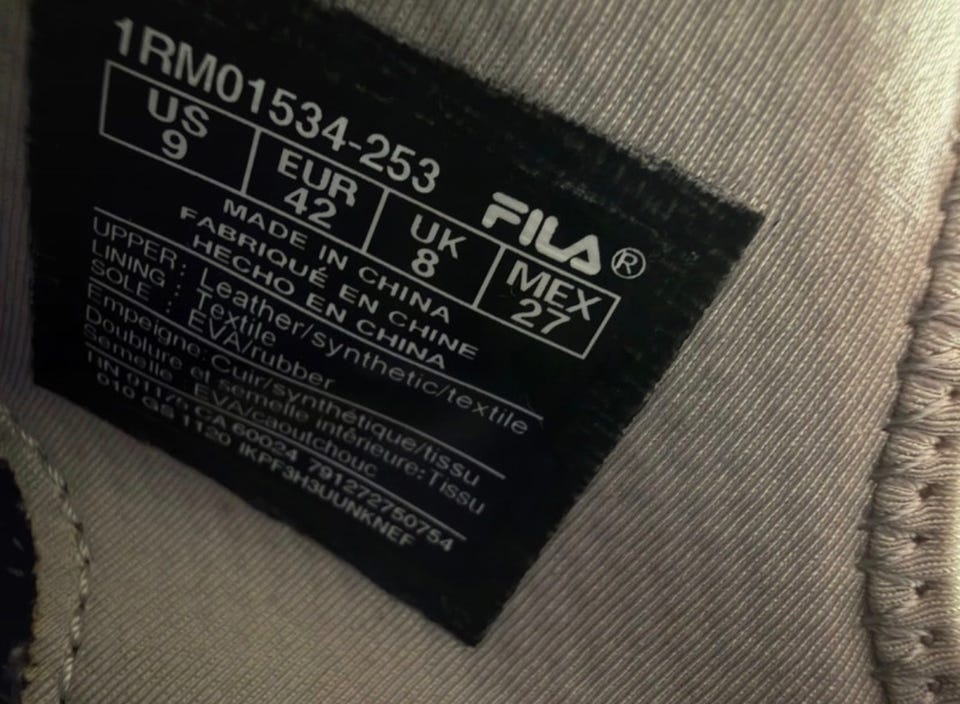 1RM01534-253
FILA®
US EUR UK MEX
9 42 8 27
MADE IN CHINA
FABRIQUÉ EN CHINE
HECHO EN CHINA
UPPER : Leather/synthetic/textile
LINING : Textile
SOLE : EVA/rubber
Empeigne: Cuir/synthétique/tissu
Doublure et semelle intérieure: Tissu
Semelle : EVA/caoutchouc
CA 60024 791272750754
010 GS 1120 IKPF3H3UUNKNEF